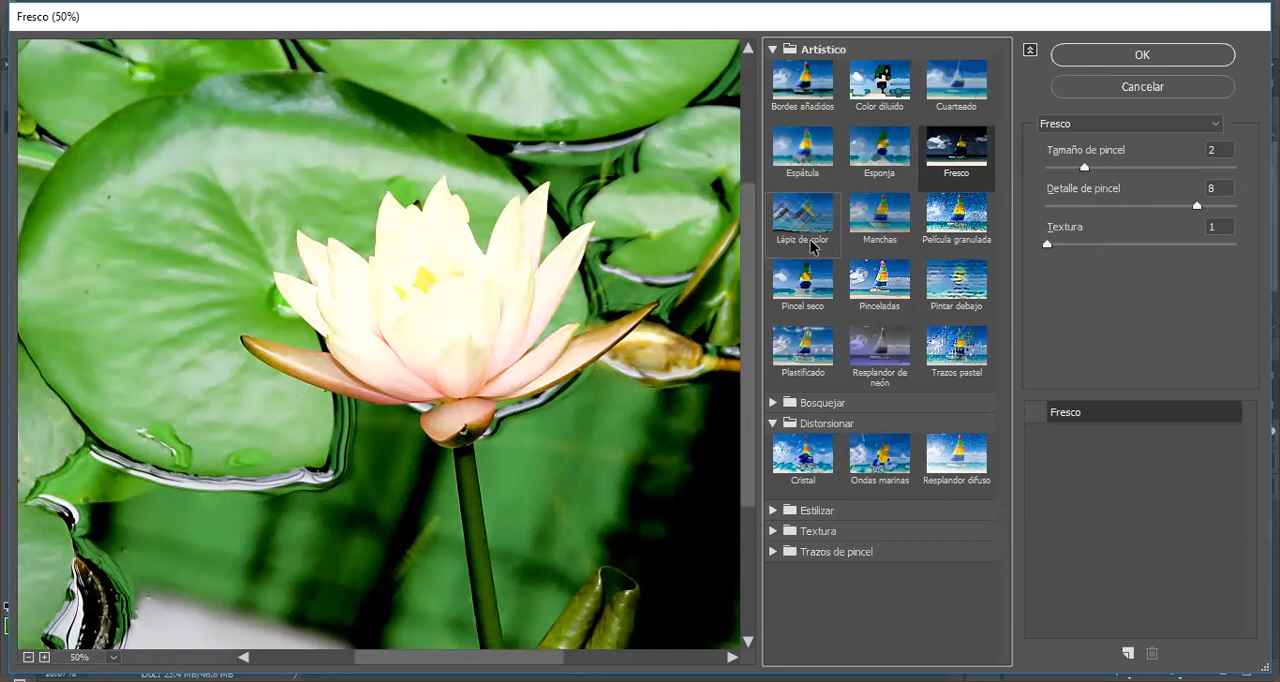 Fresco (50%)
Artístico
Bordes añadidos
Color diluido
Cuarteado
Espátula
Esponja
Fresco
Lápiz de color
Manchas
Película granulada
Pincel seco
Pinceladas
Pintar debajo
Plastificado
Resplandor de
neón
Trazos pastel
Bosquejar
Distorsionar
Cristal
Ondas marinas
Resplandor difuso
Estilizar
Textura
Trazos de pincel
OK
Cancelar
Fresco
Tamaño de pincel 2
Detalle de pincel 8
Textura 1
Fresco
50%